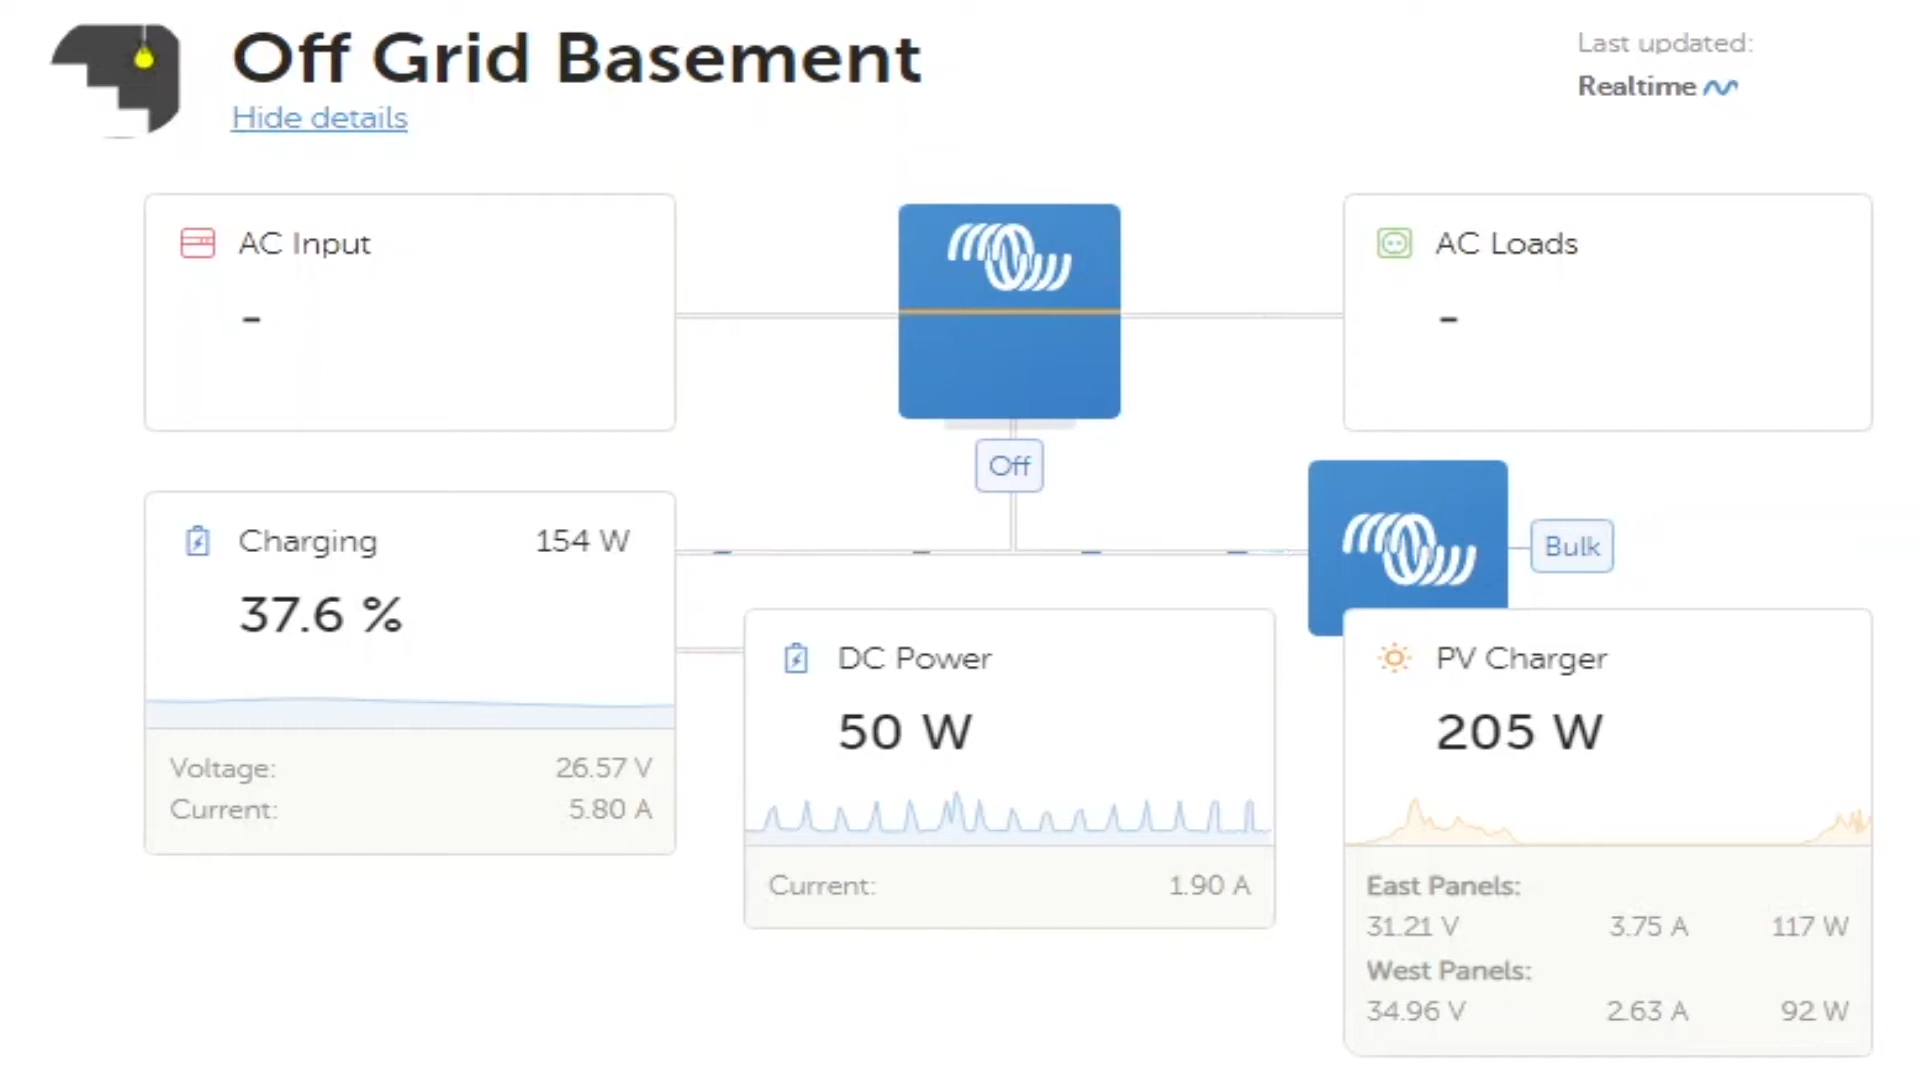 Off Grid Basement
Hide details
Last updated:
Realtime
AC Input
-
AC Loads
-
Off
Charging 154 W
37.6 %
Voltage: 26.57 V
Current: 5.80 A
Bulk
DC Power
50 W
Current: 1.90 A
PV Charger
205 W
East Panels:
31.21 V 3.75 A 117 W
West Panels:
34.96 V 2.63 A 92 W